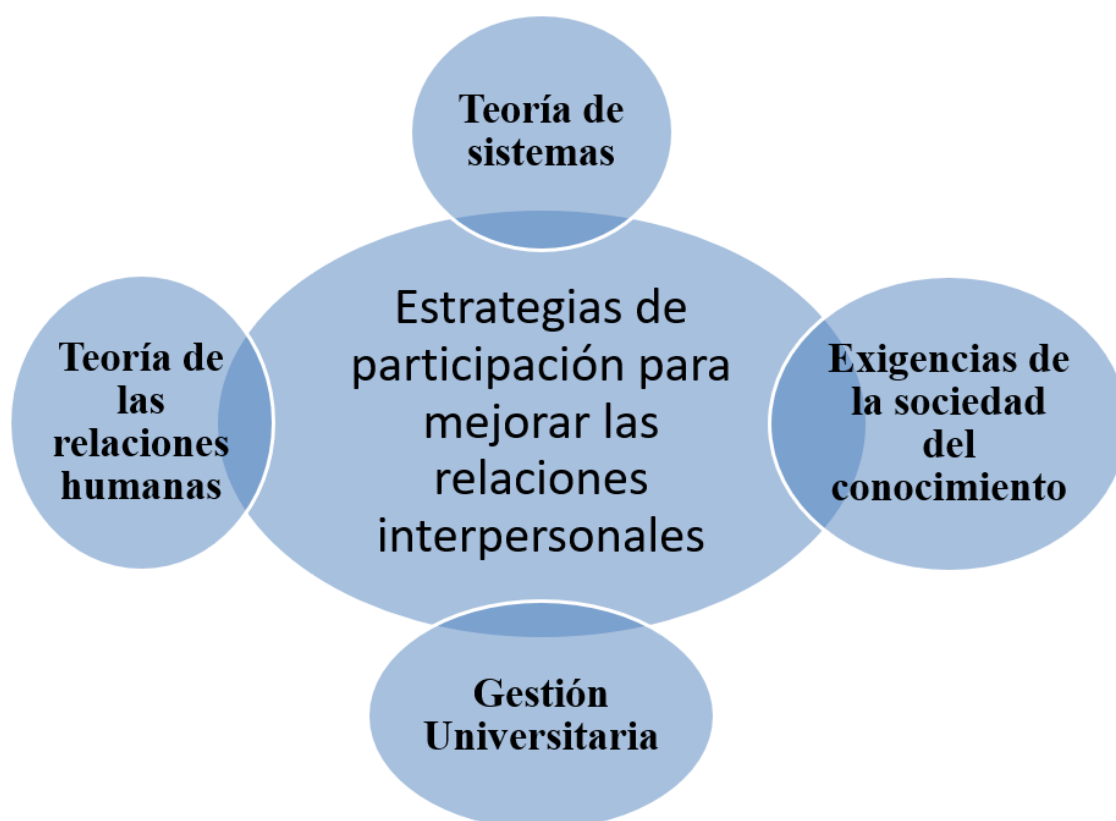 Teoría de
sistemas
Estrategias de
participación para
mejorar las
relaciones
interpersonales
Teoría de
las
relaciones
humanas
Exigencias de
la sociedad
del
conocimiento
Gestión
Universitaria